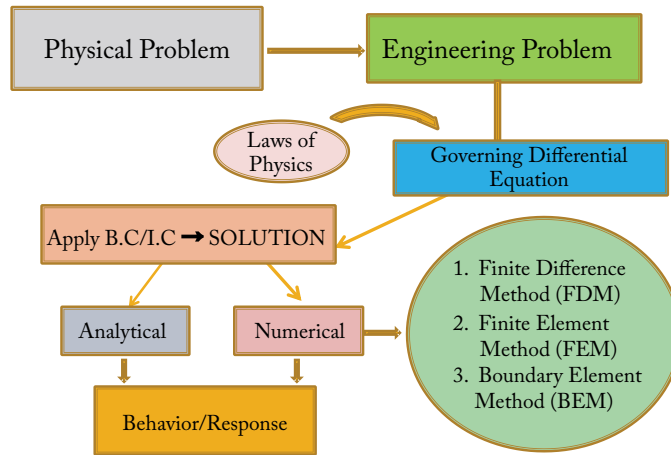 Physical Problem
Engineering Problem
Laws of
Physics
Governing Differential
Equation
Apply B.C/I.C ➞ SOLUTION
Analytical
Numerical
1. Finite Difference
Method (FDM)
2. Finite Element
Method (FEM)
3. Boundary Element
Method (BEM)
Behavior/Response